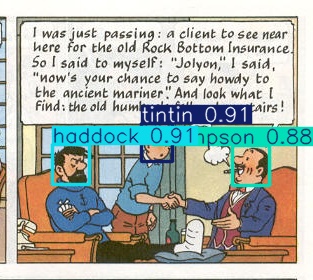 I was just passing: a client to see near
here for the old Rock Bottom Insurance.
So I said to myself: "Jolyon," I said,
"now's your chance to say howdy to
the ancient mariner." And look what I
find: the old
tintin 0.91
haddock 0.91
0.88